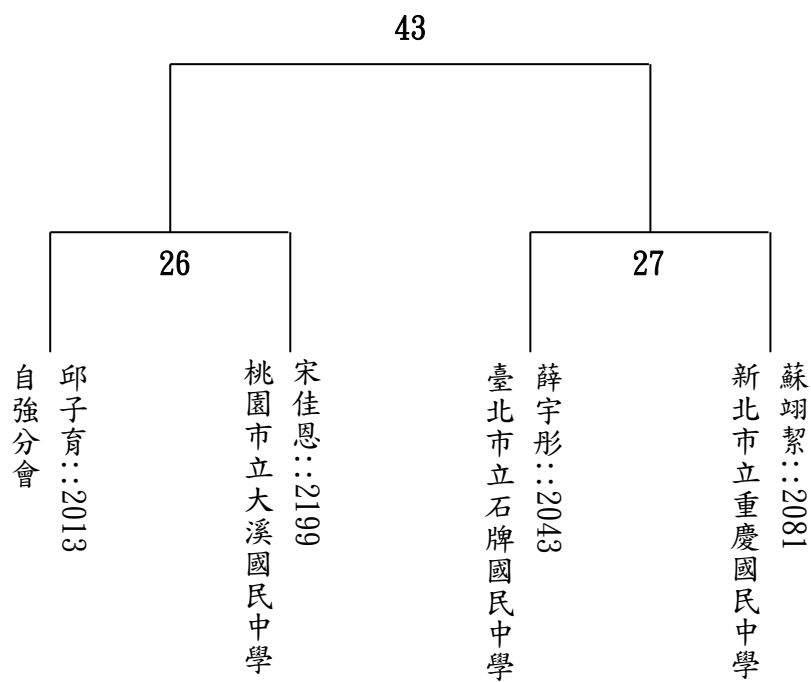 43
26
27
邱子育::2013
自強分會
宋佳恩::2199
桃園市立大溪國民中學
薛宇彤::2043
臺北市立石牌國民中學
蘇翊絜::2081
新北市立重慶國民中學